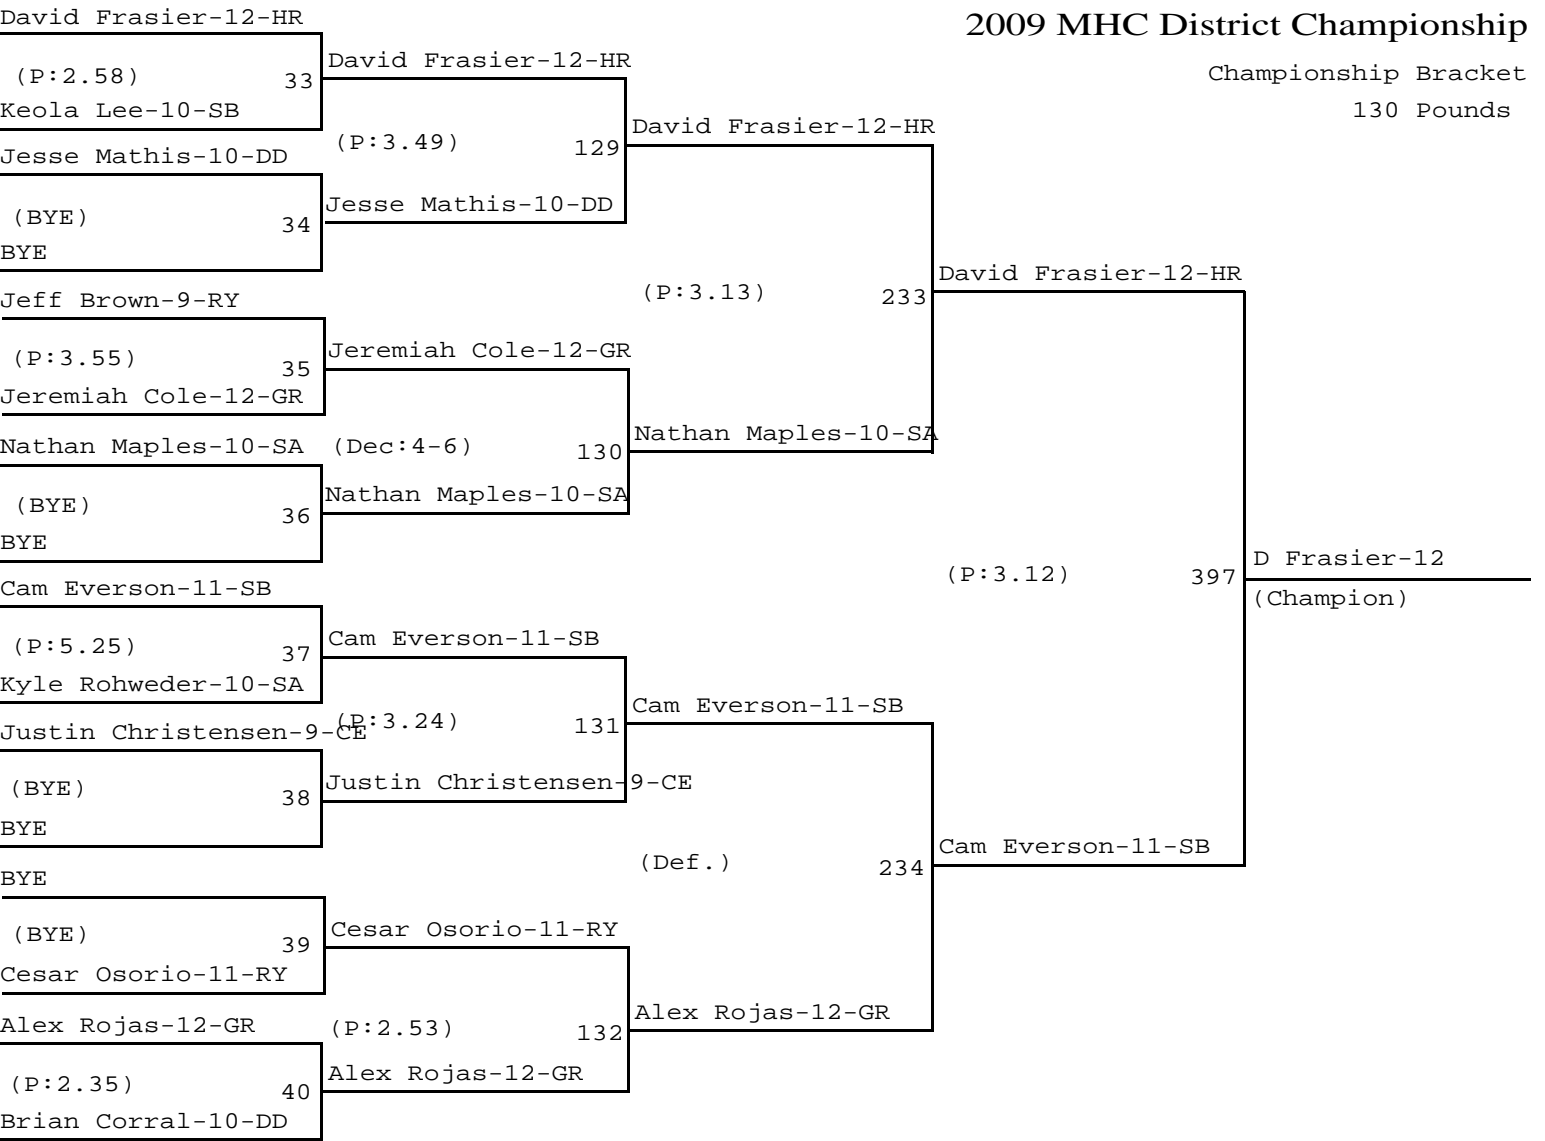 2009 MHC District Championship
Championship Bracket
130 Pounds
David Frasier-12-HR
(P:2.58)
33
Keola Lee-10-SB
Jesse Mathis-10-DD
(BYE)
34
BYE
Jeff Brown-9-RY
(P:3.55)
35
Jeremiah Cole-12-GR
Nathan Maples-10-SA
(BYE)
36
BYE
Cam Everson-11-SB
(P:5.25)
37
Kyle Rohweder-10-SA
Justin Christensen-9-CE
(BYE)
38
BYE
BYE
(BYE)
39
Cesar Osorio-11-RY
Alex Rojas-12-GR
(P:2.35)
40
Brian Corral-10-DD
David Frasier-12-HR
(P:3.49)
129
Jesse Mathis-10-DD
Jeremiah Cole-12-GR
(Dec:4-6)
130
Nathan Maples-10-SA
Cam Everson-11-SB
(P:3.24)
131
Justin Christensen-9-CE
Cesar Osorio-11-RY
(P:2.53)
132
Alex Rojas-12-GR
David Frasier-12-HR
(P:3.13)
233
Nathan Maples-10-SA
Cam Everson-11-SB
(Def.)
234
Alex Rojas-12-GR
David Frasier-12-HR
(P:3.12)
397
Cam Everson-11-SB
D Frasier-12
(Champion)